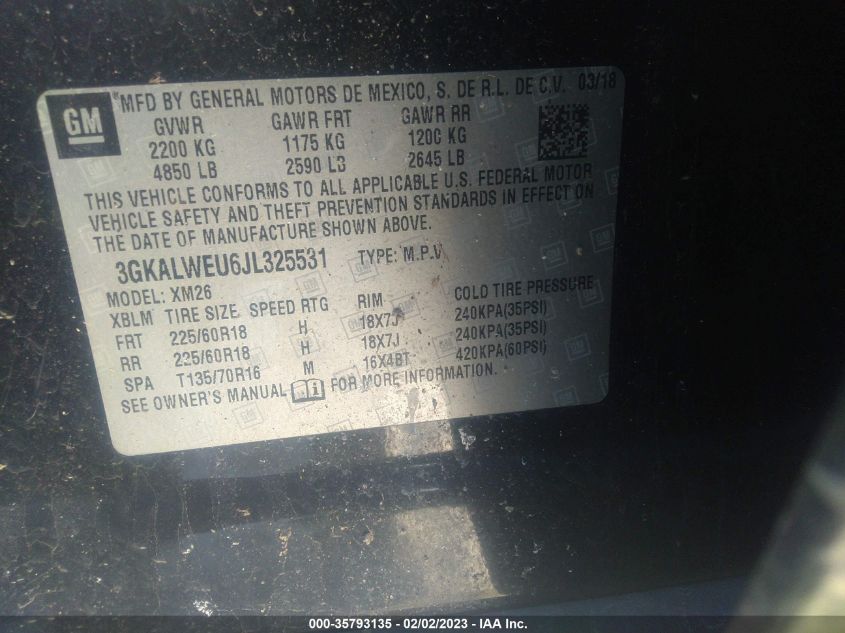 GM
MFD BY GENERAL MOTORS DE MEXICO, S. DE R.L. DE C.V. 03/18
GVWR GAWR FRT GAWR RR
2200 KG 1175 KG 1200 KG
4850 LB 2590 LB 2645 LB
THIS VEHICLE CONFORMS TO ALL APPLICABLE U.S. FEDERAL MOTOR
VEHICLE SAFETY AND THEFT PREVENTION STANDARDS IN EFFECT ON
THE DATE OF MANUFACTURE SHOWN ABOVE.
3GKALWEU6JL325531 TYPE: M.P.V
MODEL: XM26
XBLM TIRE SIZE SPEED RTG RIM COLD TIRE PRESSURE
FRT 225/60R18 H 18X7J 240KPA(35PSI)
RR 225/60R18 H 18X7J 240KPA(35PSI)
SPA T135/70R16 M 16X4BT 420KPA(60PSI)
SEE OWNER'S MANUAL FOR MORE INFORMATION.
000-35793135 - 02/02/2023 - IAAI.com